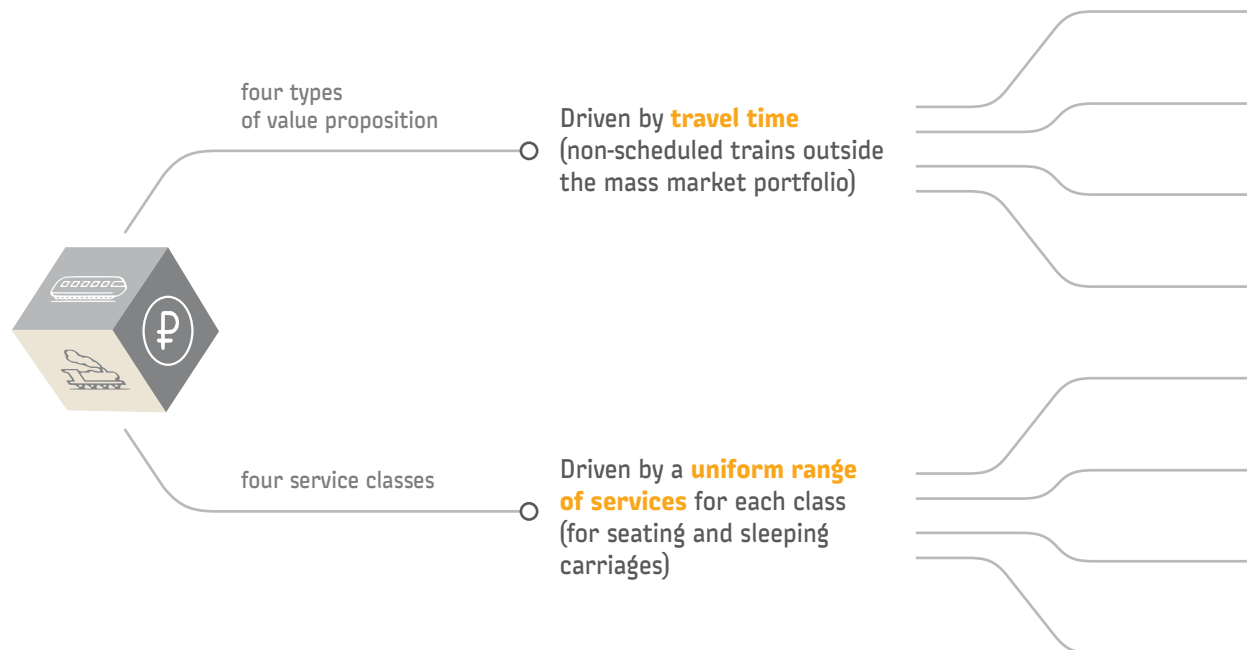 four types
of value proposition
Driven by travel time
(non-scheduled trains outside
the mass market portfolio)
₽
four service classes
Driven by a uniform range
of services for each class
(for seating and sleeping
carriages)